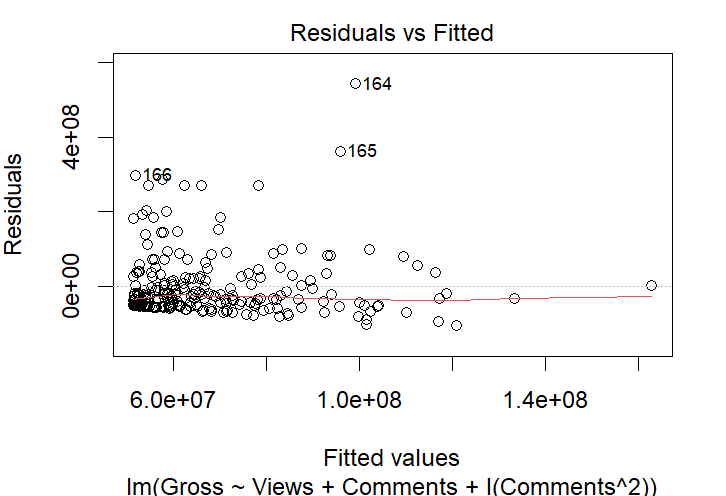 Residuals vs Fitted
Residuals
4e+08
0e+00
164
165
166
6.0e+07
1.0e+08
1.4e+08
Fitted values
lm(Gross ~ Views + Comments + I(Comments^2))